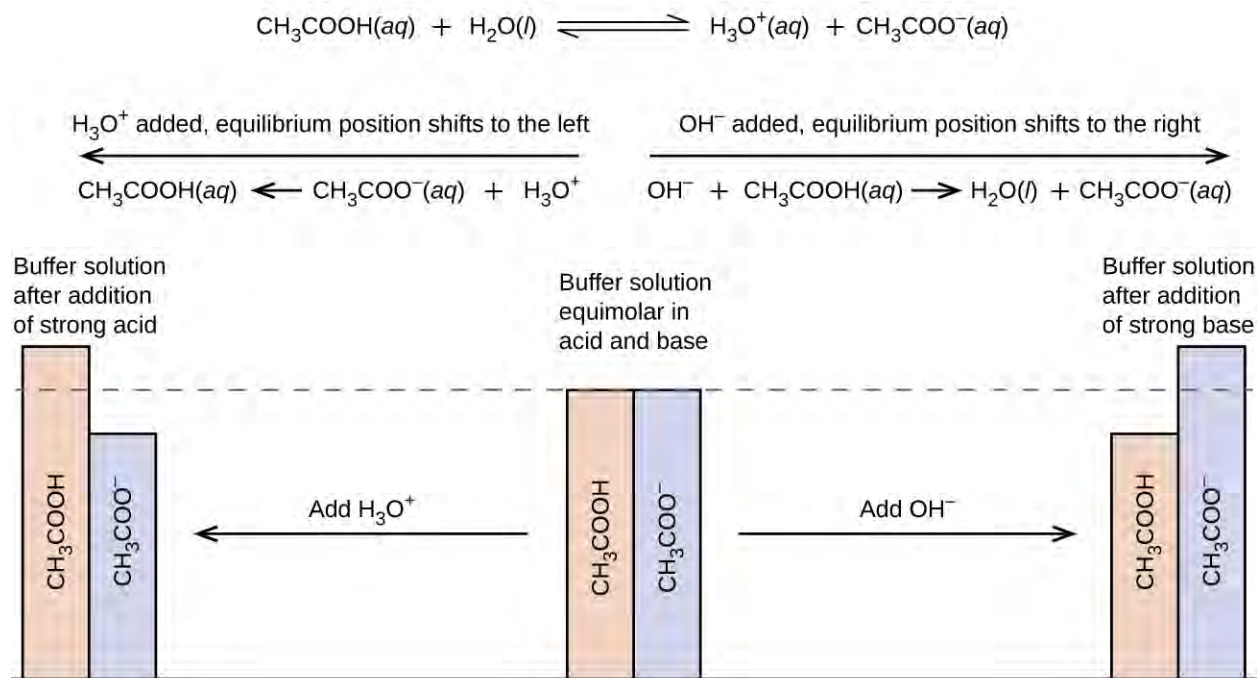 CH₃COOH(aq) + H₂O(l) ⇌ H₃O⁺(aq) + CH₃COO⁻(aq)
H₃O⁺ added, equilibrium position shifts to the left
OH⁻ added, equilibrium position shifts to the right
CH₃COOH(aq) ← CH₃COO⁻(aq) + H₃O⁺
OH⁻ + CH₃COOH(aq) → H₂O(l) + CH₃COO⁻(aq)
Buffer solution
after addition
of strong acid
Buffer solution
equimolar in
acid and base
Buffer solution
after addition
of strong base
CH₃COOH
CH₃COO⁻
Add H₃O⁺
CH₃COOH
CH₃COO⁻
Add OH⁻
CH₃COOH
CH₃COO⁻